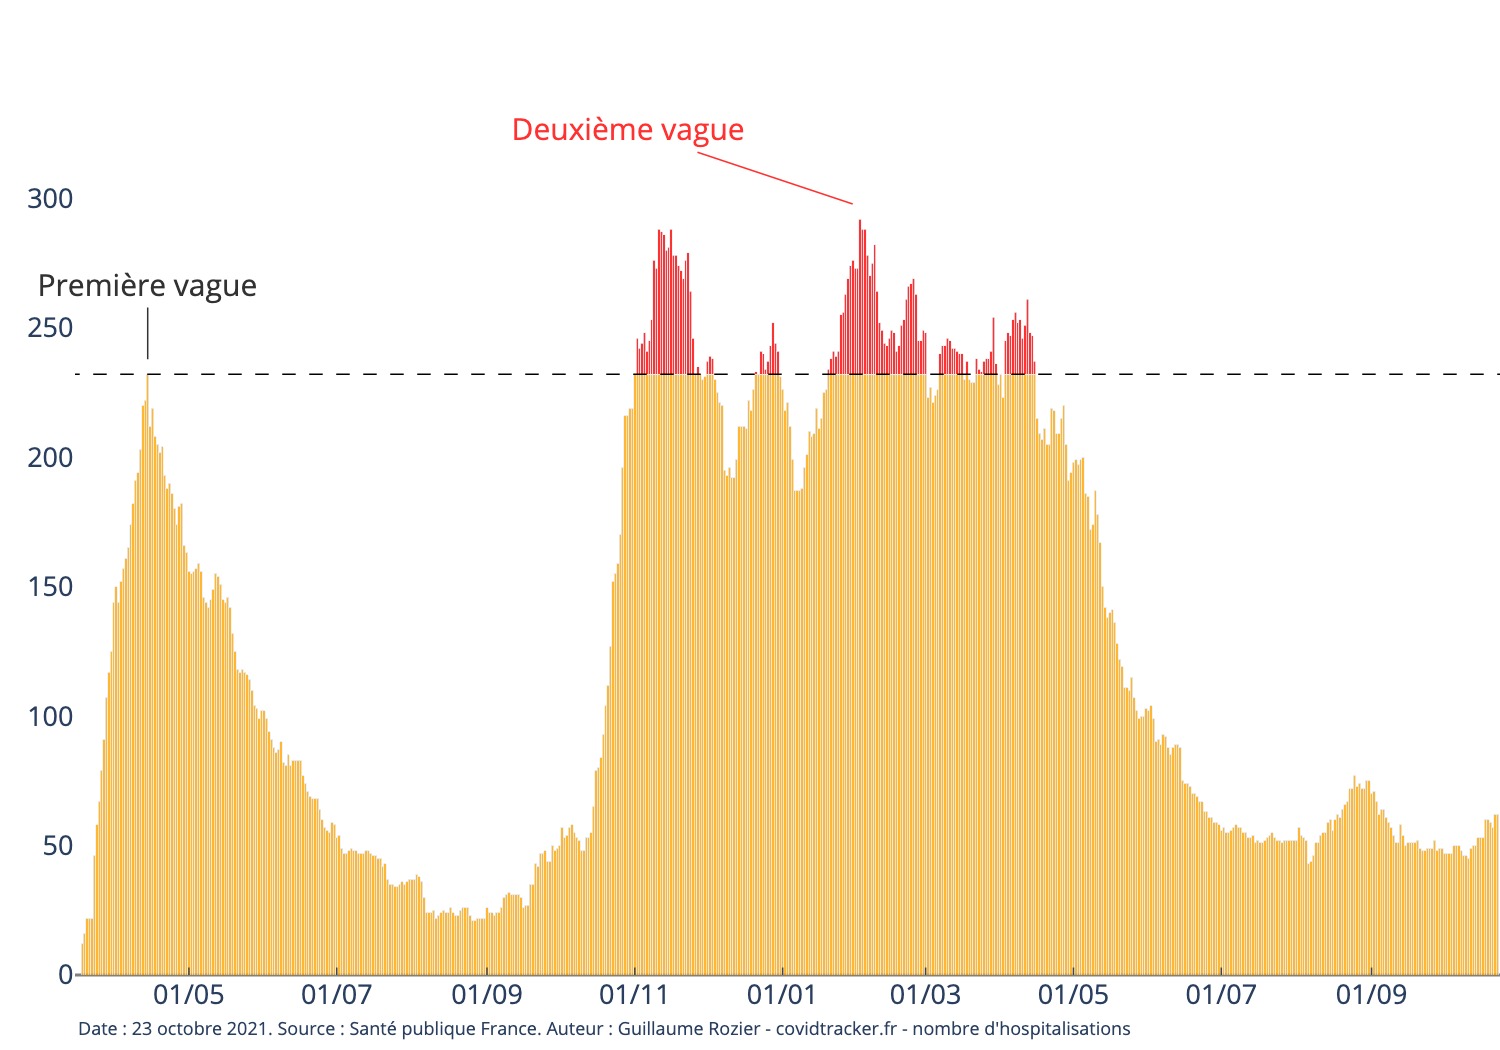 Deuxième vague
300
Première vague
250
200
150
100
50
0
01/05 01/07 01/09 01/11 01/01 01/03 01/05 01/07 01/09
Date : 23 octobre 2021. Source : Santé publique France. Auteur : Guillaume Rozier - covidtracker.fr - nombre d'hospitalisations